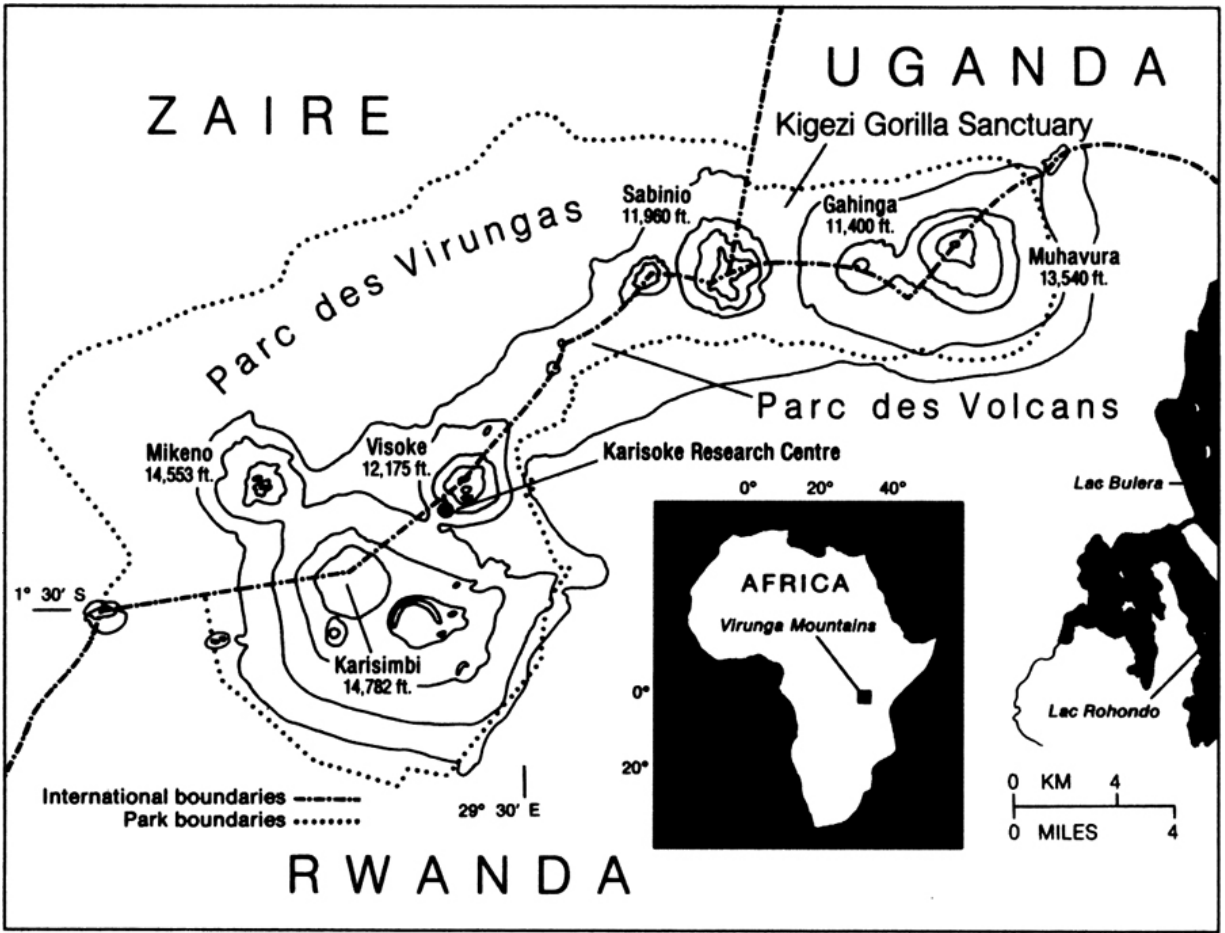 UGANDA
ZAIRE
Kigezi Gorilla Sanctuary
Sabinio
11,960 ft.
Gahinga
11,400 ft.
Muhavura
13,540 ft.
Parc des Virungas
Parc des Volcans
Mikeno
14,553 ft.
Visoke
12,175 ft.
Karisoke Research Centre
Lac Bulera
0° 20° 40°
AFRICA
Virunga Mountains
1° 30′ S
Karisimbi
14,782 ft.
0°
Lac Rohondo
20°
0 KM 4
0 MILES 4
International boundaries
Park boundaries
29° 30′ E
RWANDA